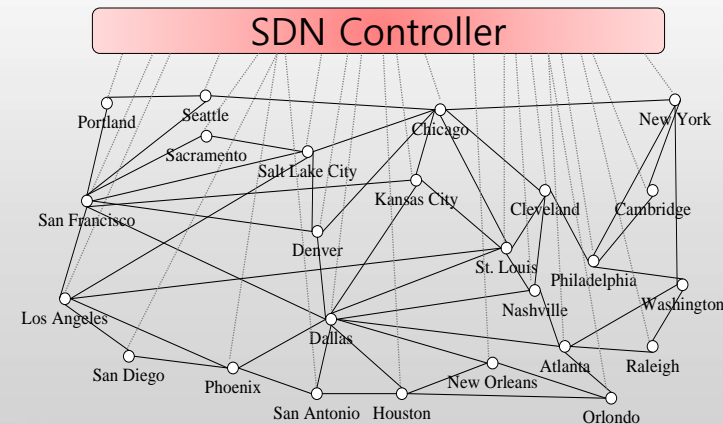 SDN Controller
Portland
Seattle
Chicago
New York
Sacramento
Salt Lake City
San Francisco
Kansas City
Cleveland
Cambridge
Denver
St. Louis
Philadelphia
Nashville
Washington
Los Angeles
Dallas
San Diego
Phoenix
New Orleans
Atlanta
Raleigh
San Antonio
Houston
Orlondo